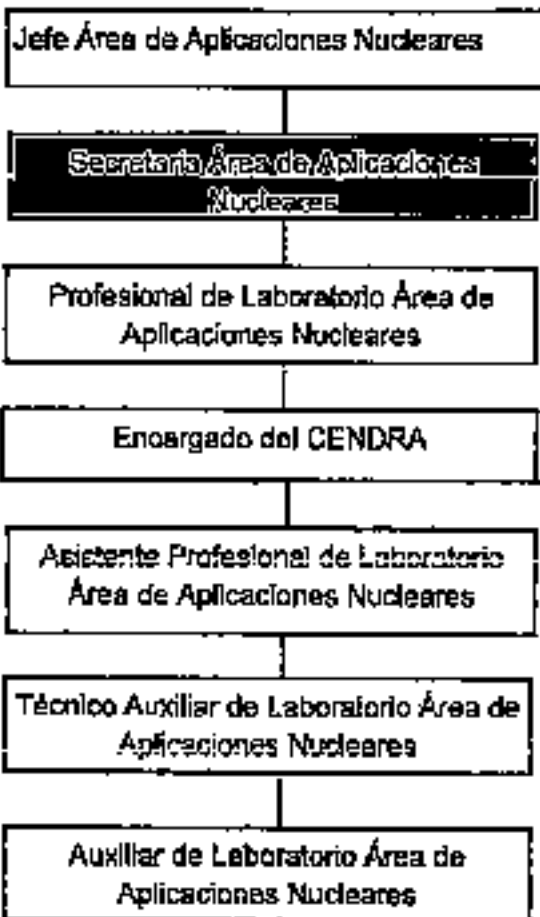 Jefe Área de Aplicaciones Nucleares
Secretaria Área de Aplicaciones
Nucleares
Profesional de Laboratorio Área de
Aplicaciones Nucleares
Encargado del CENDRA
Asistente Profesional de Laboratorio
Área de Aplicaciones Nucleares
Técnico Auxiliar de Laboratorio Área de
Aplicaciones Nucleares
Auxiliar de Laboratorio Área de
Aplicaciones Nucleares